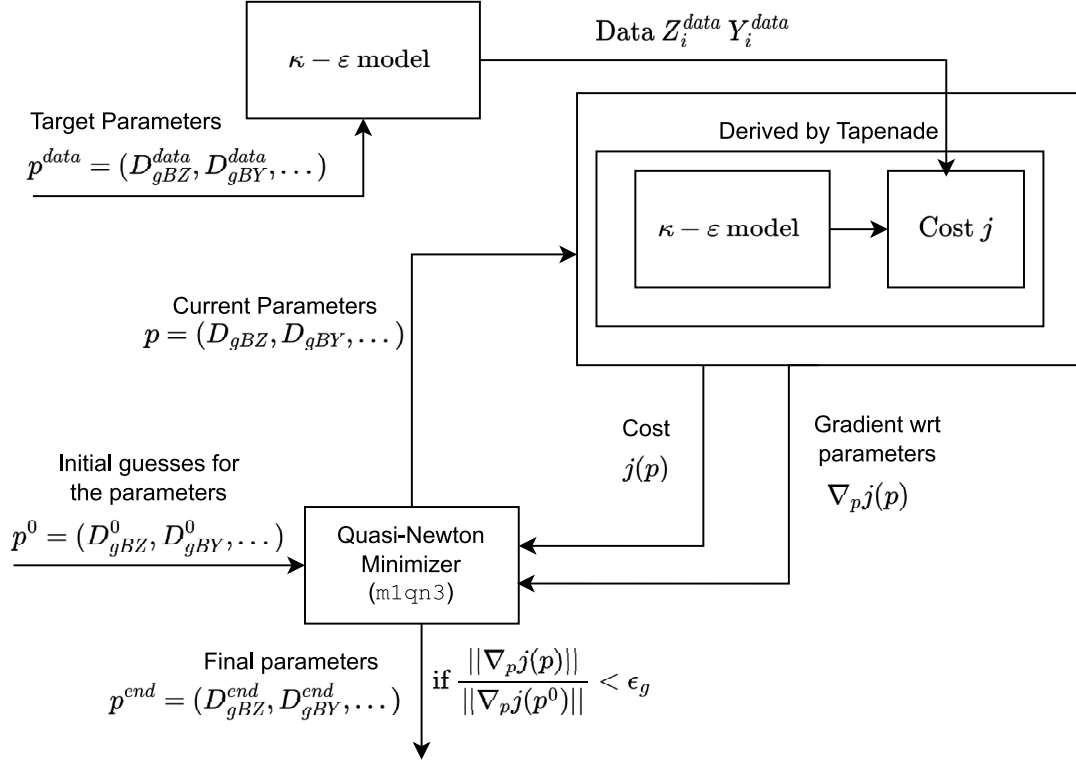 κ − ε model
Data Z_i^{data} Y_i^{data}
Target Parameters
p^{data} = (D_{gBZ}^{data}, D_{gBY}^{data}, . . . )
Derived by Tapenade
κ − ε model
Cost j
Current Parameters
p = (D_{gBZ}, D_{gBY}, . . . )
Cost
j(p)
Gradient wrt
parameters
∇_p j(p)
Initial guesses for
the parameters
p^0 = (D_{gBZ}^0, D_{gBY}^0, . . . )
Quasi-Newton
Minimizer
(m1qn3)
Final parameters
p^{end} = (D_{gBZ}^{end}, D_{gBY}^{end}, . . . )
if ||∇_p j(p)|| / ||∇_p j(p^0)|| < ϵ_g